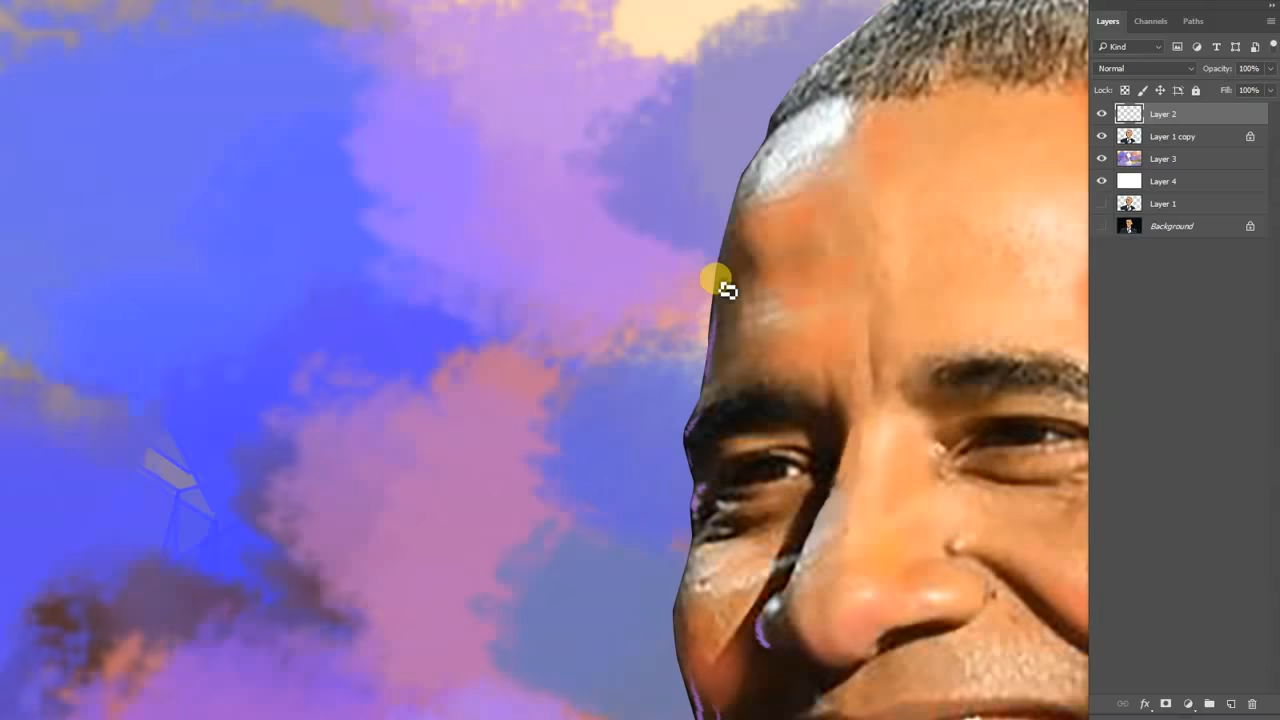 Layers Channels Paths
Kind
Normal Opacity: 100%
Lock: Fill: 100%
Layer 2
Layer 1 copy
Layer 3
Layer 4
Layer 1
Background
fx